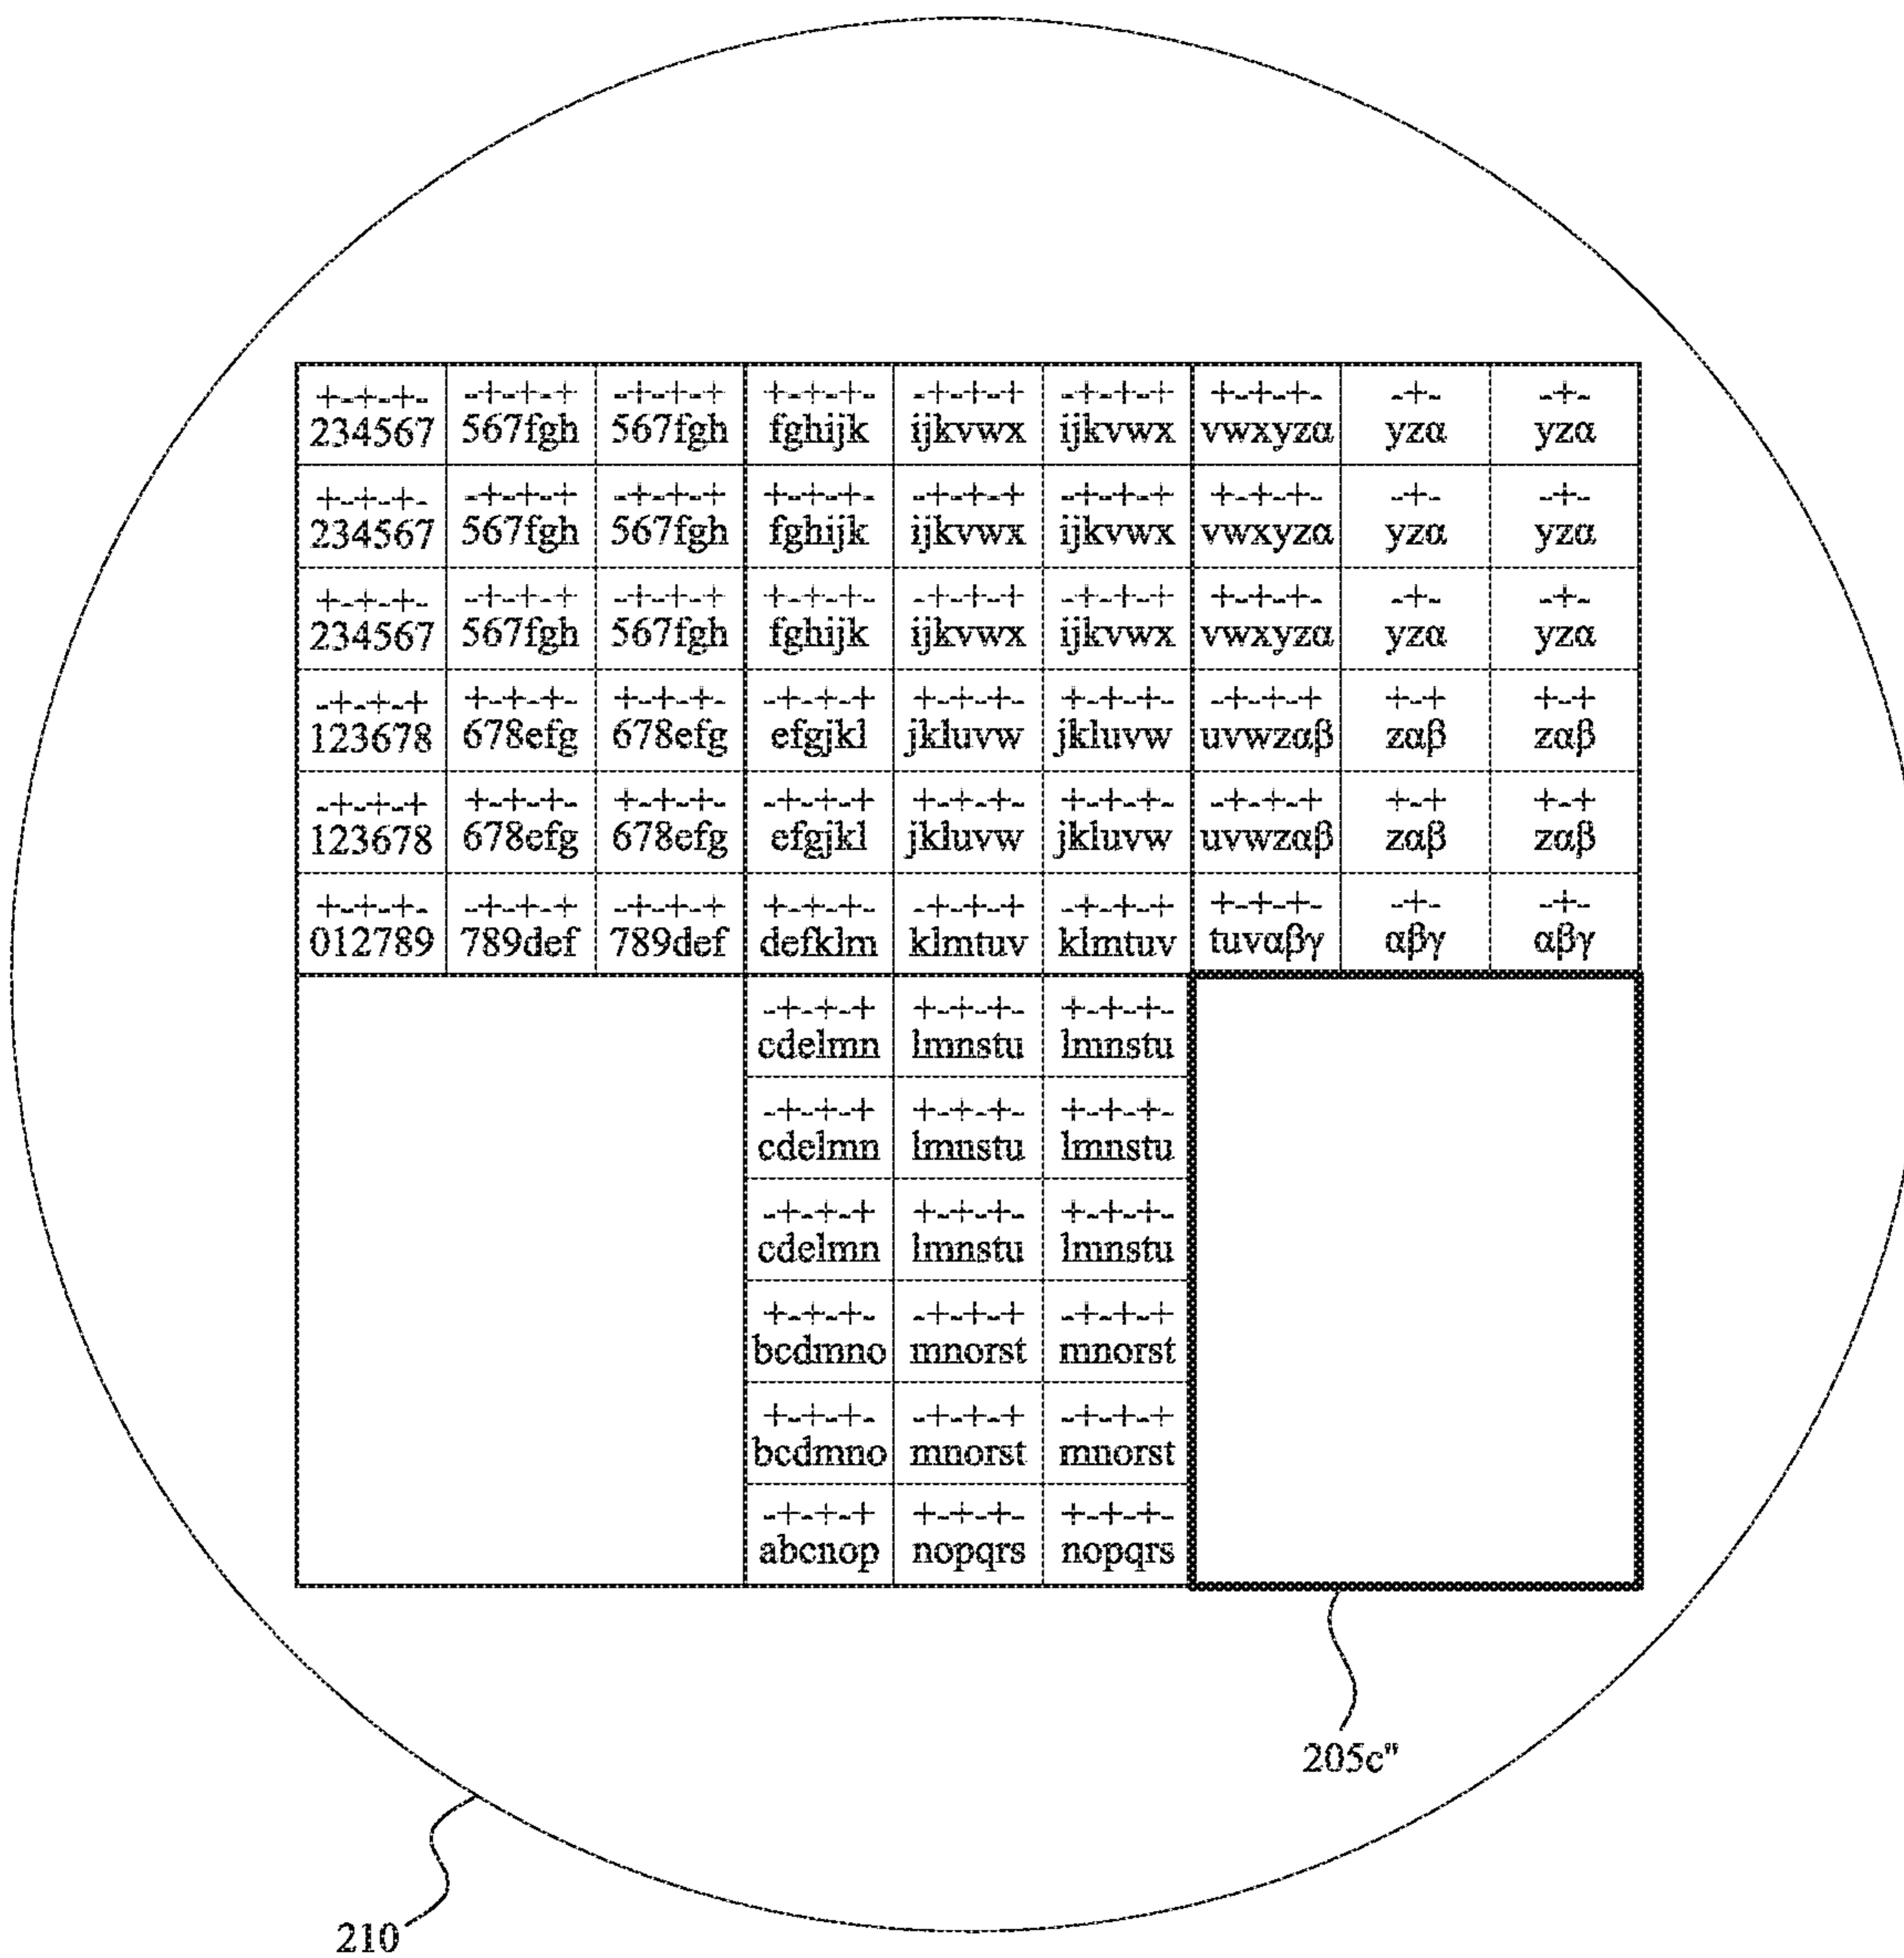 +-+-+- -+-+-+ -+-+-+ +-+-+- -+-+-+ -+-+-+ +-+-+- -+- -+-
234567 567fgh 567fgh fghijk ijkvwx ijkvwx vwxyzα yzα yzα
+-+-+- -+-+-+ -+-+-+ +-+-+- -+-+-+ -+-+-+ +-+-+- -+- -+-
234567 567fgh 567fgh fghijk ijkvwx ijkvwx vwxyzα yzα yzα
+-+-+- -+-+-+ -+-+-+ +-+-+- -+-+-+ -+-+-+ +-+-+- -+- -+-
234567 567fgh 567fgh fghijk ijkvwx ijkvwx vwxyzα yzα yzα
-+-+-+ +-+-+- +-+-+- -+-+-+ +-+-+- +-+-+- -+-+-+ +-+ +-+
123678 678efg 678efg efgjkl jkluvw jkluvw uvwzαβ zαβ zαβ
-+-+-+ +-+-+- +-+-+- -+-+-+ +-+-+- +-+-+- -+-+-+ +-+ +-+
123678 678efg 678efg efgjkl jkluvw jkluvw uvwzαβ zαβ zαβ
+-+-+- -+-+-+ -+-+-+ +-+-+- -+-+-+ -+-+-+ +-+-+- -+- -+-
012789 789def 789def defklm klmtuv klmtuv tuvαβγ αβγ αβγ
-+-+-+ +-+-+- +-+-+-
cdelmn lmnstu lmnstu
-+-+-+ +-+-+- +-+-+-
cdelmn lmnstu lmnstu
-+-+-+ +-+-+- +-+-+-
cdelmn lmnstu lmnstu
+-+-+- -+-+-+ -+-+-+
bcdmno mnorst mnorst
+-+-+- -+-+-+ -+-+-+
bcdmno mnorst mnorst
-+-+-+ +-+-+- +-+-+-
abcnop nopqrs nopqrs
205c"
210